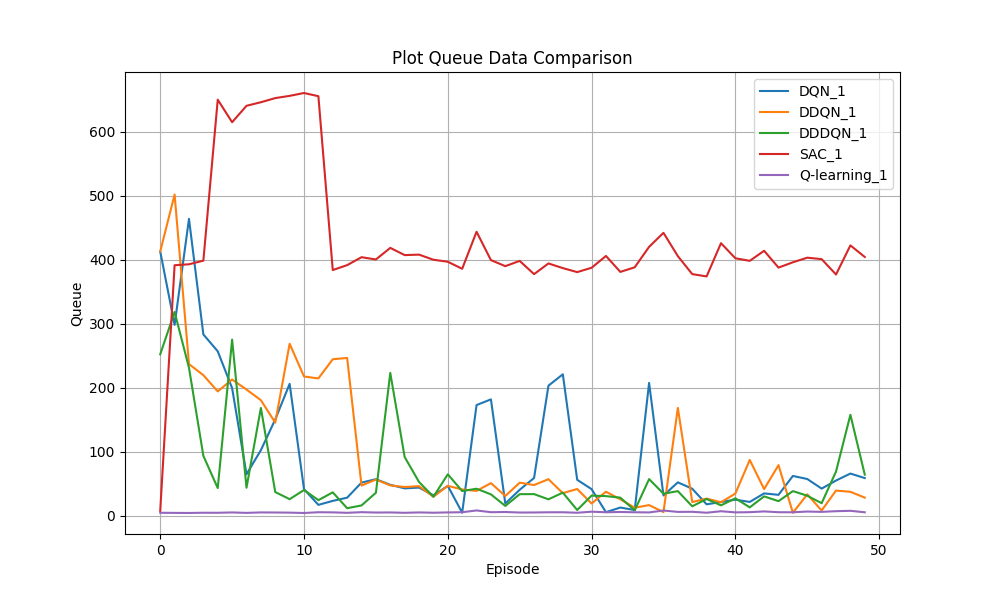 Plot Queue Data Comparison
DQN_1
DDQN_1
DDDQN_1
SAC_1
Q-learning_1
600
500
400
300
200
100
0
Queue
0 10 20 30 40 50
Episode